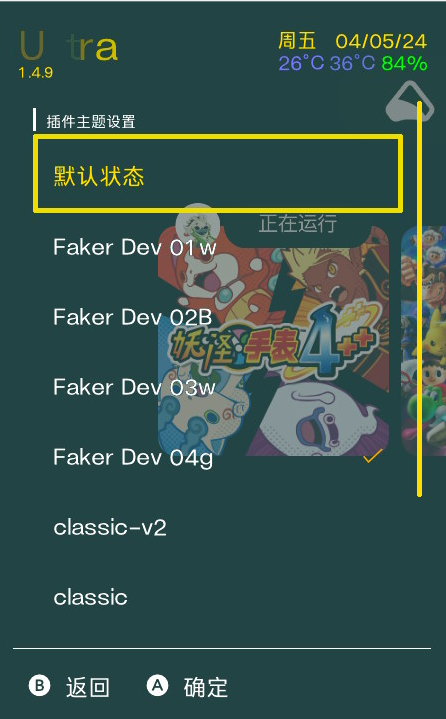 U tra
1.4.9
周五 04/05/24
26°C 36°C 84%
插件主题设置
默认状态
正在运行
Faker Dev 01w
Faker Dev 02B
妖怪手表4++
Faker Dev 03w
Faker Dev 04g
classic-v2
classic
B 返回 A 确定